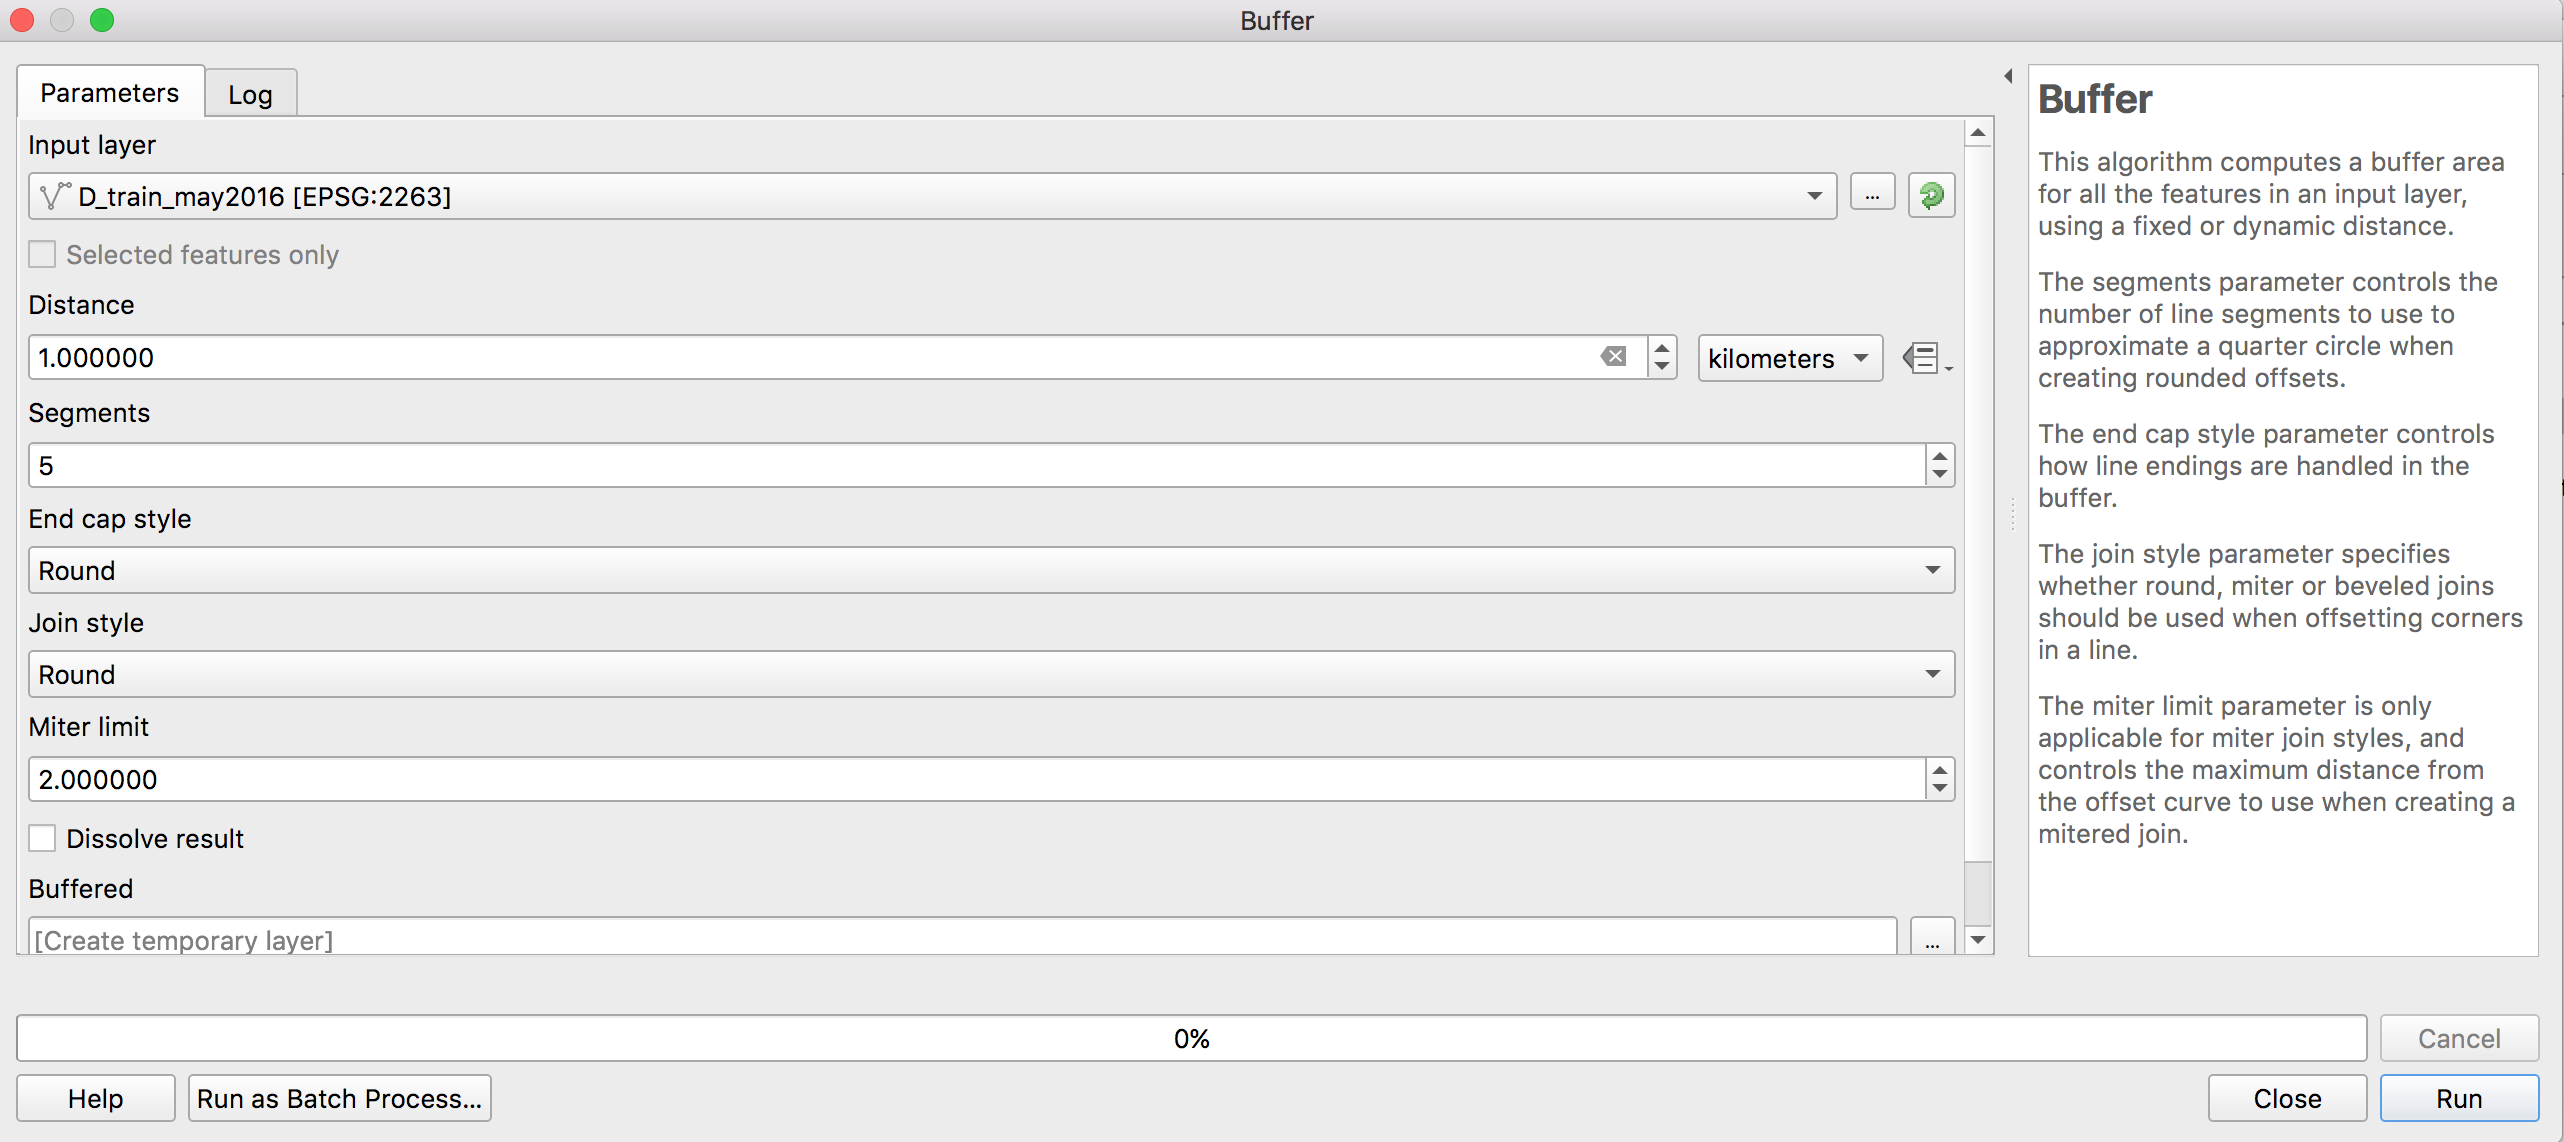 Buffer
Parameters
Log
Input layer
D_train_may2016 [EPSG:2263]
...
Selected features only
Distance
1.000000
kilometers
Segments
5
End cap style
Round
Join style
Round
Miter limit
2.000000
Dissolve result
Buffered
[Create temporary layer]
...
Buffer
This algorithm computes a buffer area
for all the features in an input layer,
using a fixed or dynamic distance.
The segments parameter controls the
number of line segments to use to
approximate a quarter circle when
creating rounded offsets.
The end cap style parameter controls
how line endings are handled in the
buffer.
The join style parameter specifies
whether round, miter or beveled joins
should be used when offsetting corners
in a line.
The miter limit parameter is only
applicable for miter join styles, and
controls the maximum distance from
the offset curve to use when creating a
mitered join.
0%
Cancel
Help
Run as Batch Process...
Close
Run